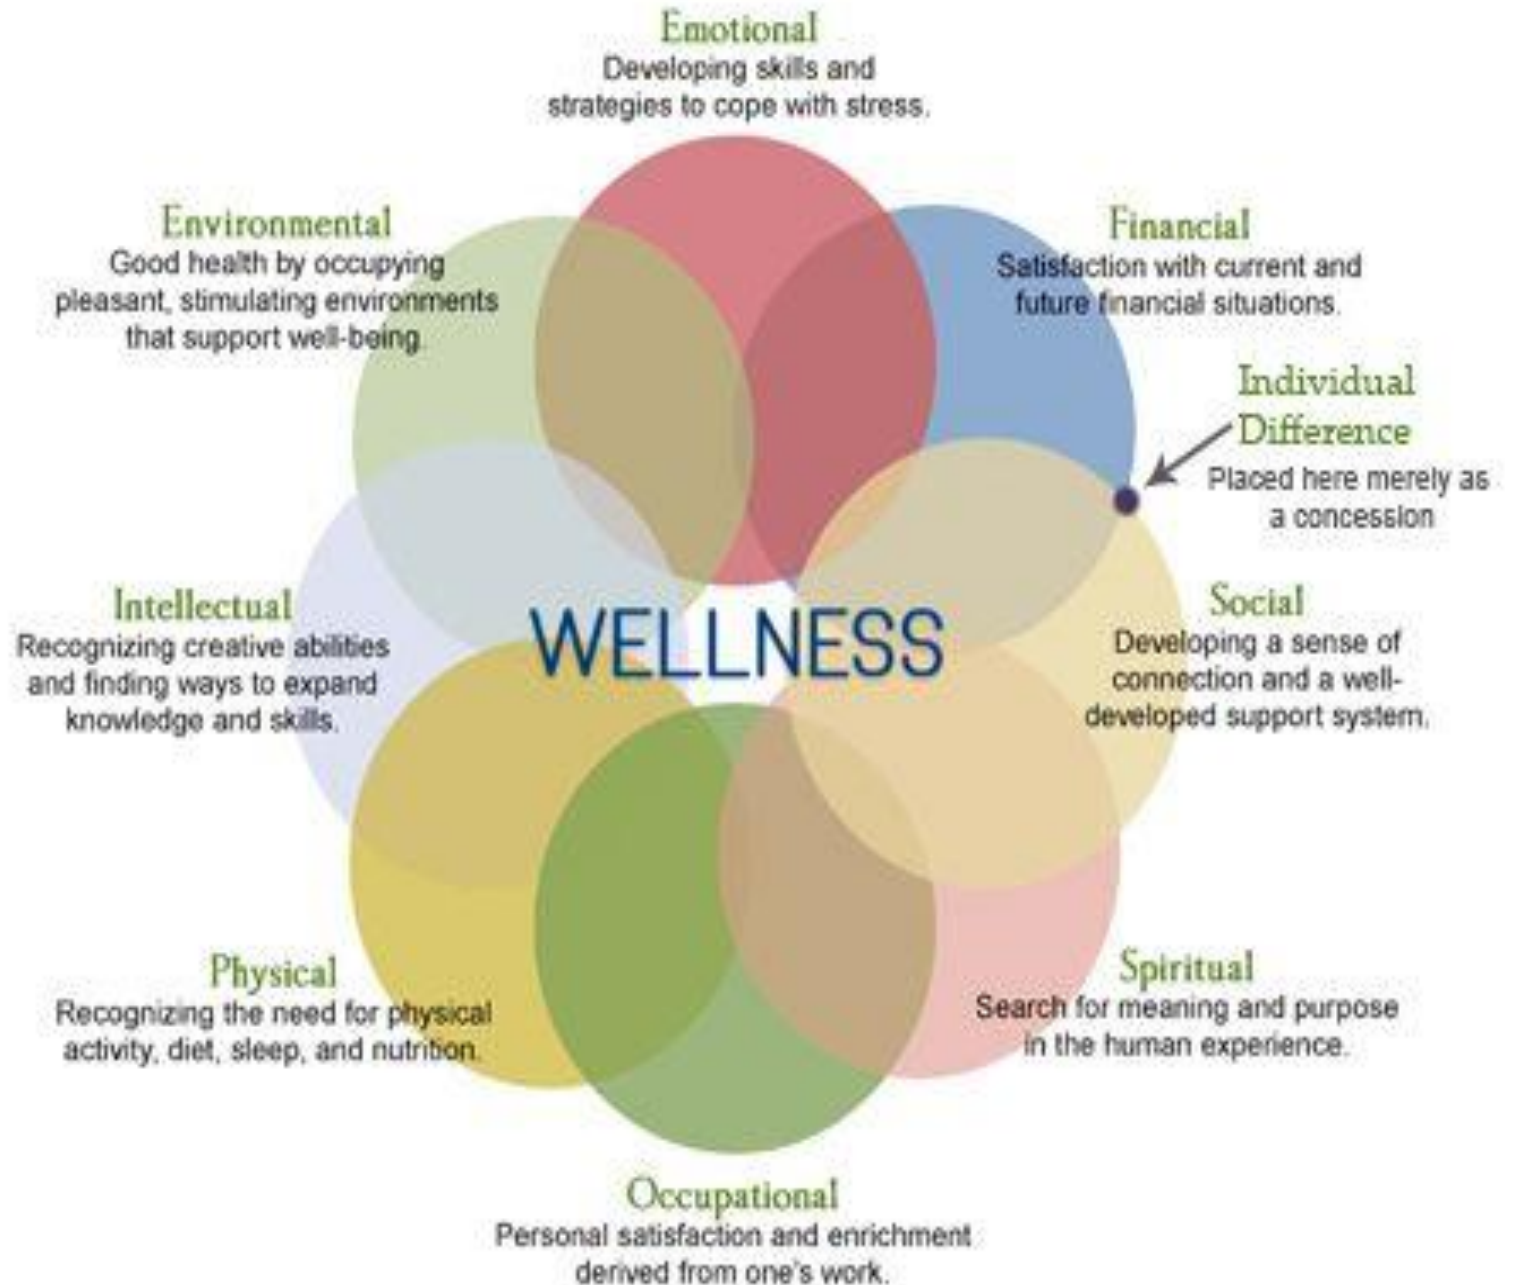 Emotional
Developing skills and
strategies to cope with stress.
Environmental
Good health by occupying
pleasant, stimulating environments
that support well-being.
Financial
Satisfaction with current and
future financial situations.
Individual
Difference
Placed here merely as
a concession
Intellectual
Recognizing creative abilities
and finding ways to expand
knowledge and skills.
WELLNESS
Social
Developing a sense of
connection and a well-
developed support system.
Physical
Recognizing the need for physical
activity, diet, sleep, and nutrition.
Spiritual
Search for meaning and purpose
in the human experience.
Occupational
Personal satisfaction and enrichment
derived from one's work.